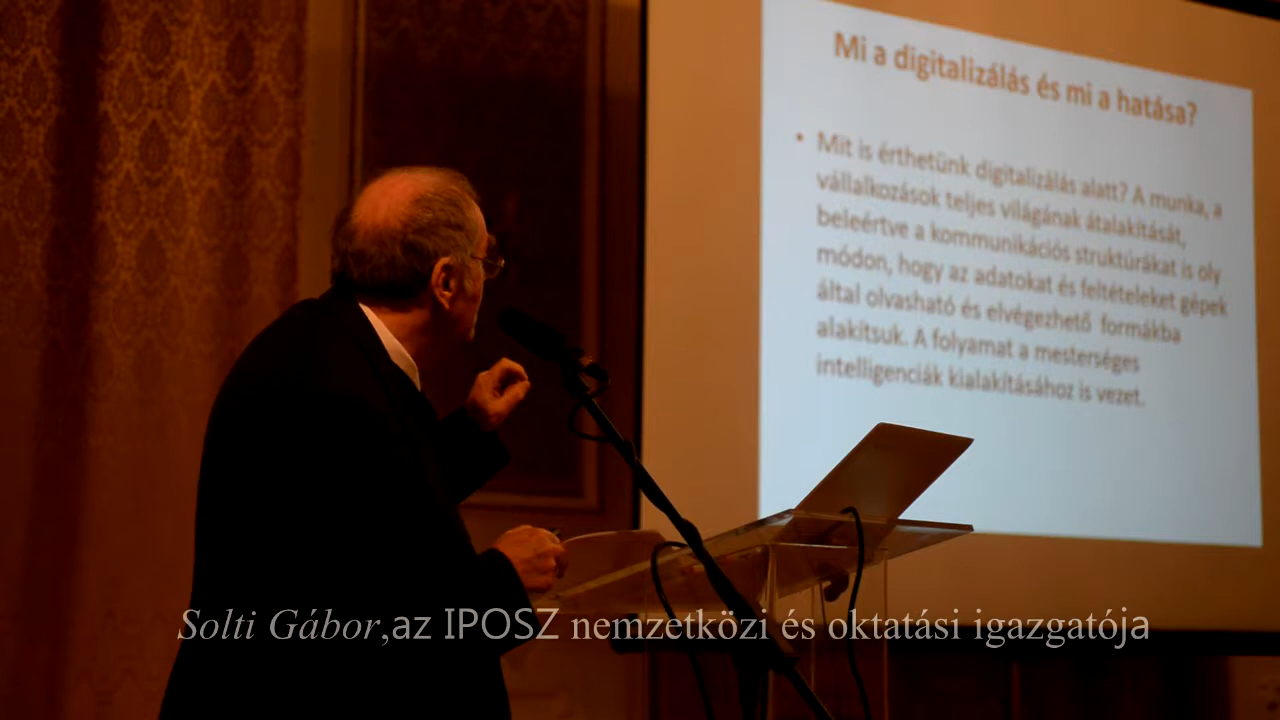 Mi a digitalizálás és mi a hatása?
• Mit is érthetünk digitalizálás alatt? A munka, a
vállalkozások teljes világának átalakítását,
beleértve a kommunikációs struktúrákat is oly
módon, hogy az adatokat és feltételeket gépek
által olvasható és elvégezhető formákba
alakítsuk. A folyamat a mesterséges
intelligenciák kialakításához is vezet.
Solti Gábor,az IPOSZ nemzetközi és oktatási igazgatója